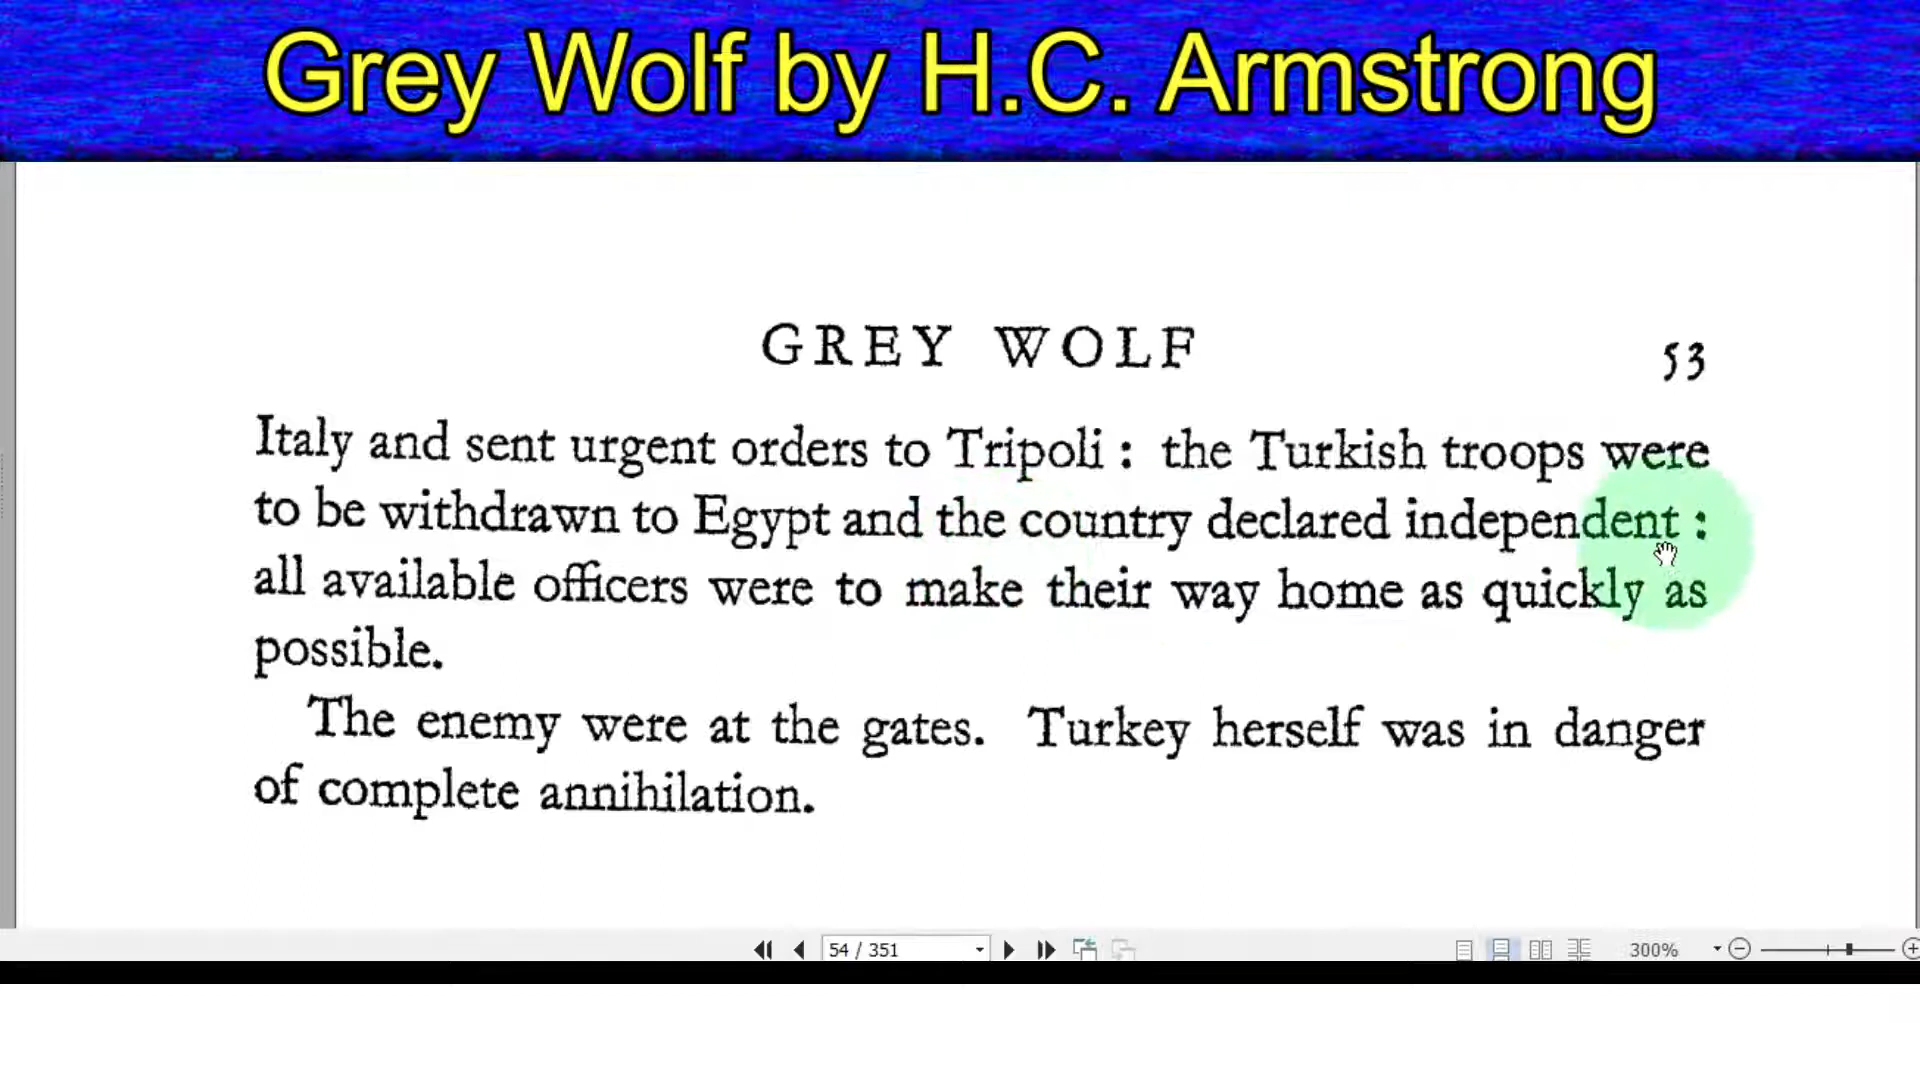 Grey Wolf by H.C. Armstrong
GREY WOLF 53
Italy and sent urgent orders to Tripoli : the Turkish troops were
to be withdrawn to Egypt and the country declared independent :
all available officers were to make their way home as quickly as
possible.
The enemy were at the gates. Turkey herself was in danger
of complete annihilation.
54 / 351 300%